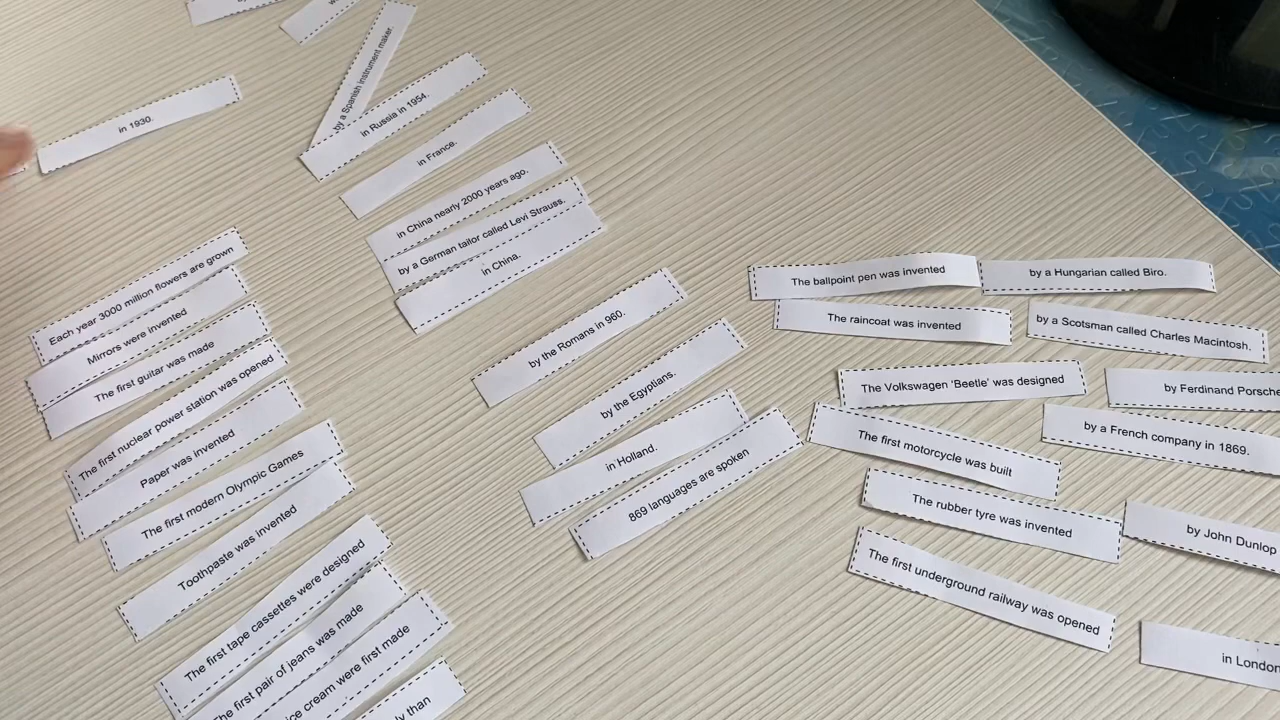 in 1930.
by a Spanish instrument maker.
in Russia in 1954.
in France.
in China nearly 2000 years ago.
by a German tailor called Levi Strauss.
in China.
Each year 3000 million flowers are grown
Mirrors were invented
The first guitar was made
The first nuclear power station was opened
Paper was invented
The first modern Olympic Games
Toothpaste was invented
The first tape cassettes were designed
The first pair of jeans was made
ice cream were first made
than
by the Romans in 960.
by the Egyptians.
in Holland.
869 languages are spoken
The ballpoint pen was invented
by a Hungarian called Biro.
The raincoat was invented
by a Scotsman called Charles Macintosh.
The Volkswagen ‘Beetle’ was designed
by Ferdinand Porsche
The first motorcycle was built
by a French company in 1869.
The rubber tyre was invented
by John Dunlop
The first underground railway was opened
in London